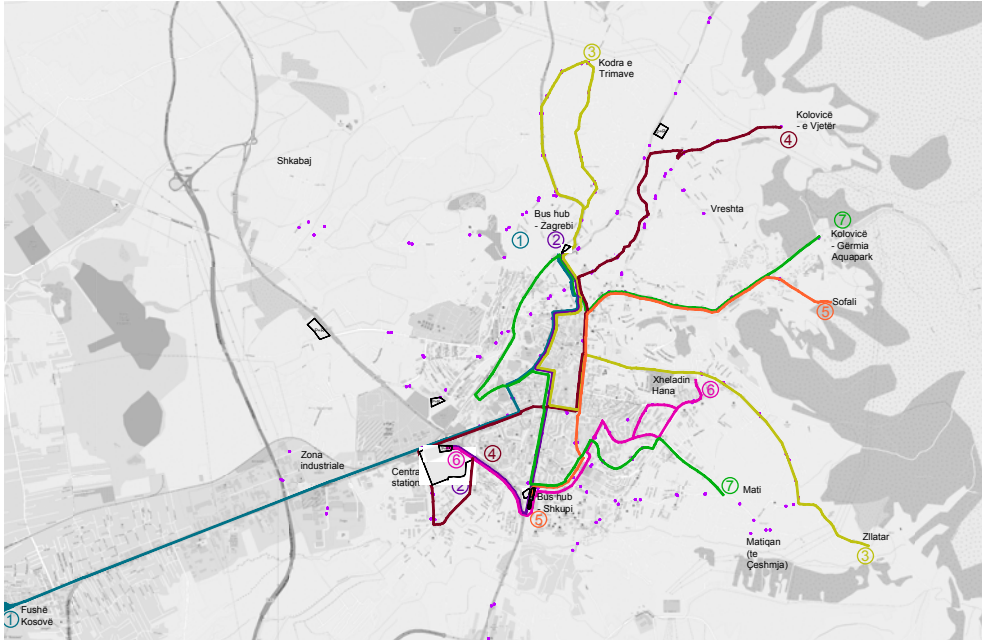 3
Kodra e
Trimave
Kolovicë
- e Vjetër
4
Shkabaj
Vreshta
Bus hub
- Zagrebi
1
2
7
Kolovicë
- Gërmia
Aquapark
Sofali
5
Xheladin
Hana
6
Zona
industriale
4
6
Centra
station
2
Bus hub
- Shkupi
5
7
Mati
Matiqan
(te
Çeshmja)
Zllatar
3
1
Fushë
Kosovë